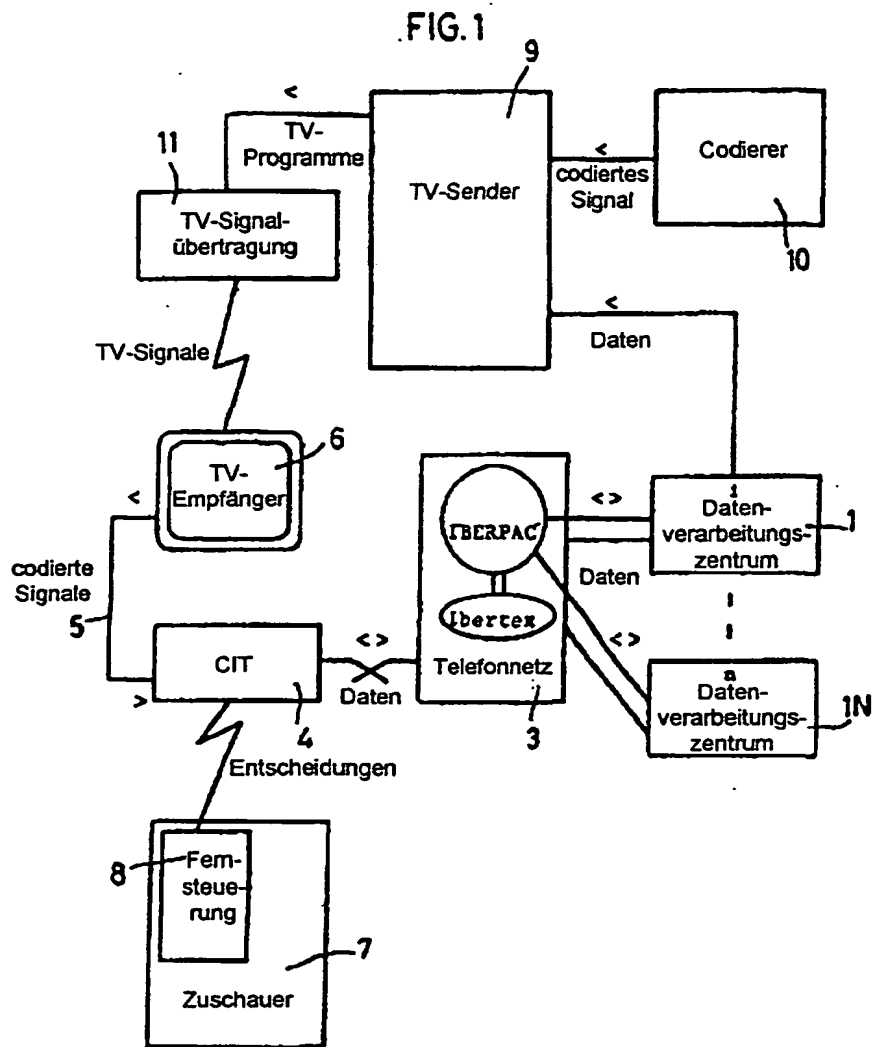 FIG.1
9
<
TV-
Programme
11
TV-Signal-
übertragung
TV-Sender
<
codiertes
Signal
Codierer
10
<
Daten
TV-Signale
6
TV-
Empfänger
<
codierte
Signale
5
>
CIT
4
< >
Daten
IBERPAC
Ibertex
Telefonnetz
3
< >
Daten
< >
1
Daten-
verarbeitungs-
zentrum
1
n
Daten-
verarbeitungs-
zentrum
1N
Entscheidungen
8
Fern-
steue-
rung
7
Zuschauer